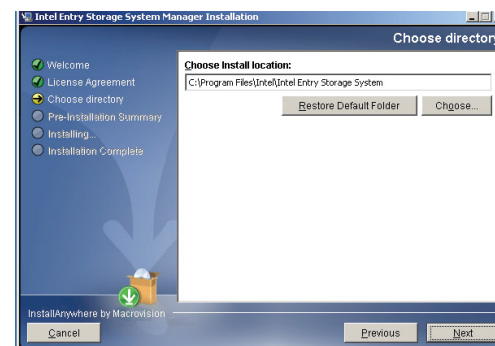 Intel Entry Storage System Manager Installation
Choose directory
Welcome
License Agreement
Choose directory
Pre-Installation Summary
Installing...
Installation Complete
Choose Install location:
C:\Program Files\Intel\Intel Entry Storage System
Restore Default Folder
Choose...
InstallAnywhere by Macrovision
Cancel
Previous
Next